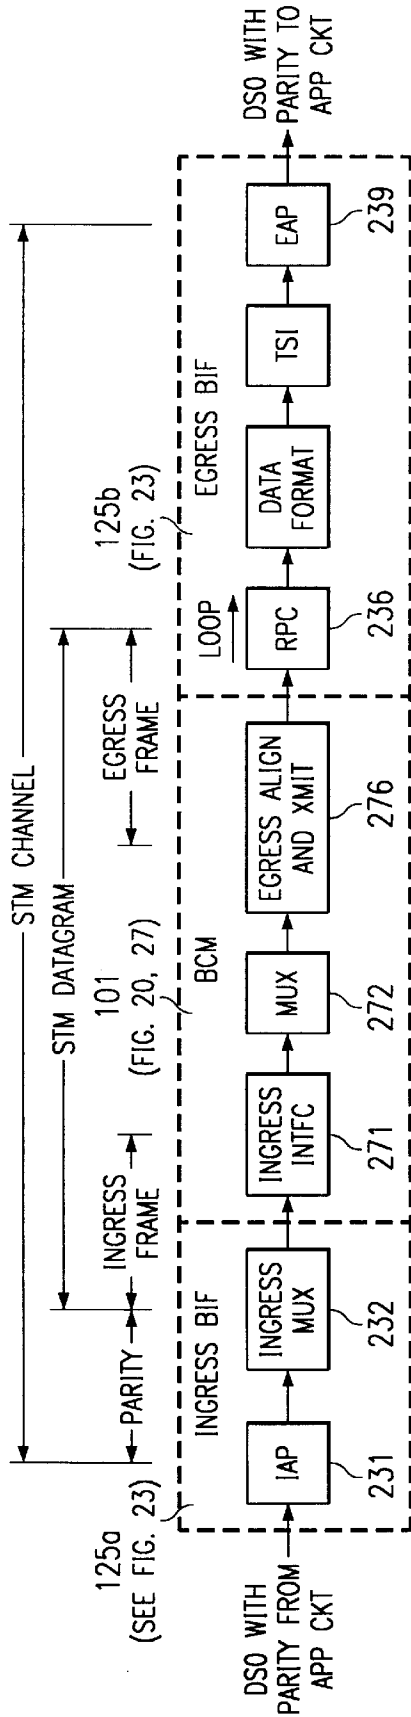 STM CHANNEL
STM DATAGRAM
PARITY
INGRESS
FRAME
EGRESS
FRAME
125a
(SEE FIG. 23)
101
(FIG. 20, 27)
125b
(FIG. 23)
INGRESS BIF
BCM
LOOP
EGRESS BIF
DS0 WITH
PARITY FROM
APP CKT
IAP
INGRESS
MUX
INGRESS
INTFC
MUX
EGRESS ALIGN
AND XMIT
RPC
DATA
FORMAT
TSI
EAP
DS0 WITH
PARITY TO
APP CKT
231
232
271
272
276
236
239